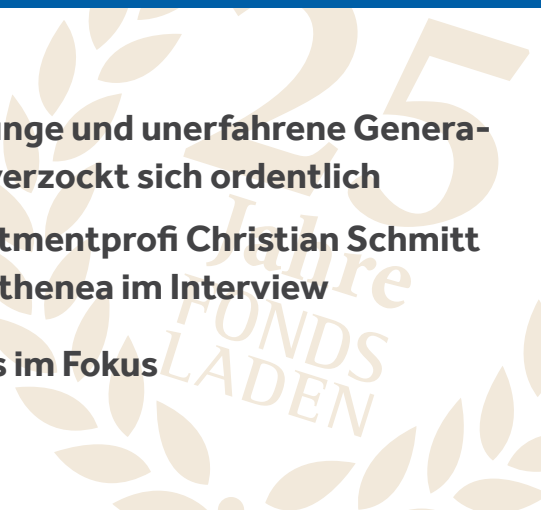 25
unge und unerfahrene Genera-
verzockt sich ordentlich
Jahre
tmentprofi Christian Schmitt
thenea im Interview
FONDS
s im Fokus
LADEN